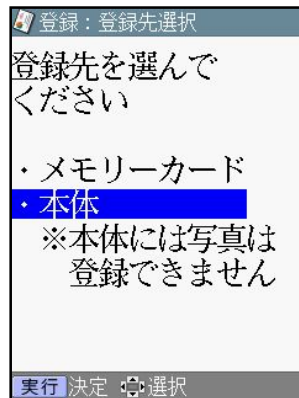 登録：登録先選択
登録先を選んで
ください
・メモリーカード
・本体
※本体には写真は
登録できません
実行 決定 選択